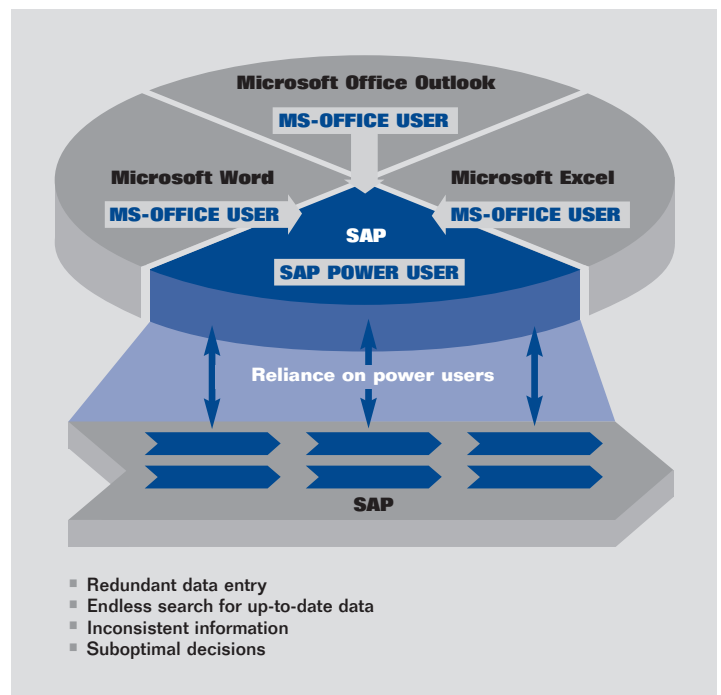 Microsoft Office Outlook
MS-OFFICE USER
Microsoft Word
MS-OFFICE USER
Microsoft Excel
MS-OFFICE USER
SAP
SAP POWER USER
Reliance on power users
SAP
Redundant data entry
Endless search for up-to-date data
Inconsistent information
Suboptimal decisions